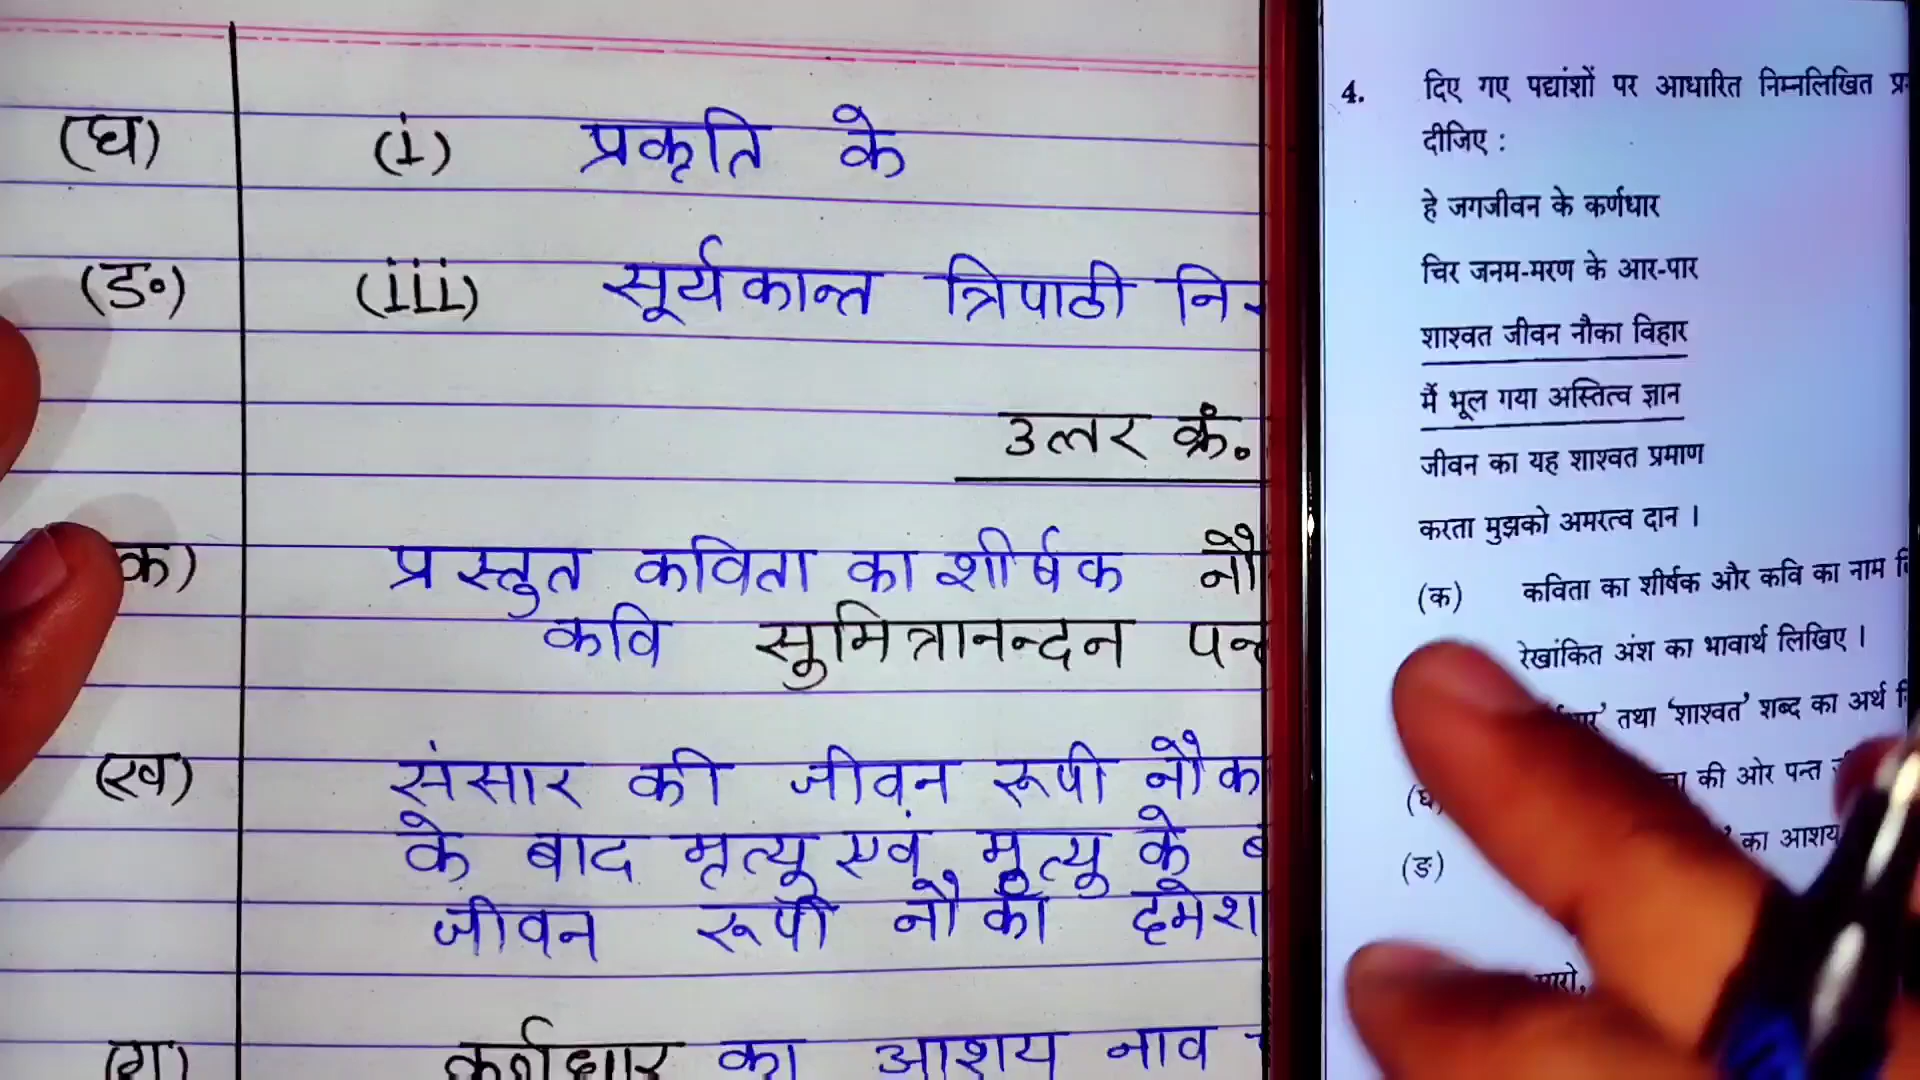 (घ) (i) प्रकृति के
(ड॰) (iii) सूर्यकान्त त्रिपाठी
उत्तर क्रं.
क) प्रस्तुत कविता का शीर्षक
कवि सुमित्रानन्दन
(ख) संसार की जीवन रूपी
के बाद मृत्यू एवं मृत्यू के
जीवन रूपी नौका
(ग) कर्णधार का आशय नाव
4. दिए गए पद्यांशों पर आधारित निम्नलिखित
दीजिए :
हे जगजीवन के कर्णधार
चिर जनम-मरण के आर-पार
शाश्वत जीवन नौका विहार
मैं भूल गया अस्तित्व ज्ञान
जीवन का यह शाश्वत प्रमाण
करता मुझको अमरत्व दान ।
(क) कविता का शीर्षक और कवि का नाम
रेखांकित अंश का भावार्थ लिखिए ।
तथा 'शाश्वत' शब्द का अर्थ
की ओर पन्त
का आशय
(ङ)